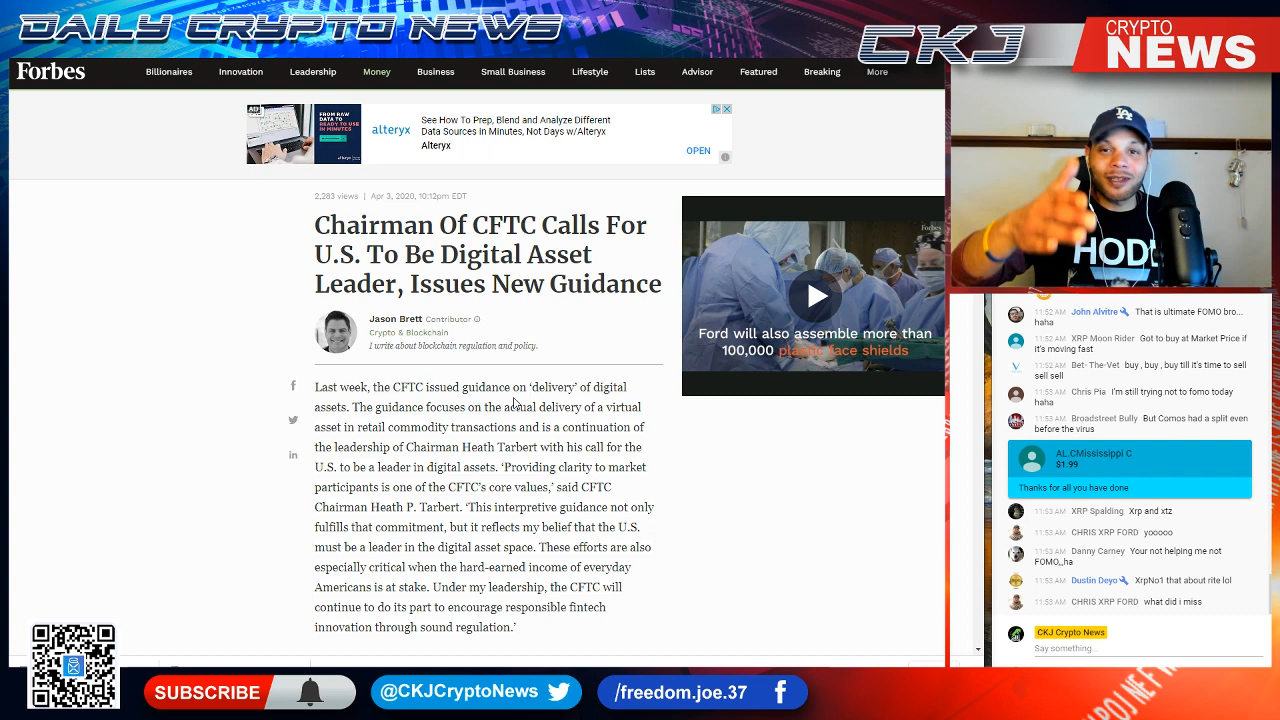 DAILY CRYPTO NEWS
CKJ
CRYPTO
NEWS
Forbes
Billionaires Innovation Leadership Money Business Small Business Lifestyle Lists Advisor Featured Breaking More
AD
FROM RAW
DATA TO
READY TO USE
IN MINUTES
alteryx
See How To Prep, Blend and Analyze Different
Data Sources in Minutes, Not Days w/Alteryx
Alteryx
OPEN
2,283 views | Apr 3, 2020, 10:12pm EDT
Chairman Of CFTC Calls For
U.S. To Be Digital Asset
Leader, Issues New Guidance
Jason Brett Contributor
Crypto & Blockchain
I write about blockchain regulation and policy.
Last week, the CFTC issued guidance on ‘delivery’ of digital
assets. The guidance focuses on the actual delivery of a virtual
asset in retail commodity transactions and is a continuation of
the leadership of Chairman Heath Tarbert with his call for the
U.S. to be a leader in digital assets. ‘Providing clarity to market
participants is one of the CFTC’s core values,’ said CFTC
Chairman Heath P. Tarbert. ‘This interpretive guidance not only
fulfills that commitment, but it reflects my belief that the U.S.
must be a leader in the digital asset space. These efforts are also
especially critical when the hard-earned income of everyday
Americans is at stake. Under my leadership, the CFTC will
continue to do its part to encourage responsible fintech
innovation through sound regulation.’
Forbes
Ford will also assemble more than
100,000 plastic face shields
LA
HODL
11:52 AM John Alvitre That is ultimate FOMO bro...
haha
11:52 AM XRP Moon Rider Got to buy at Market Price if
it's moving fast
11:52 AM Bet- The-Vet buy , buy , buy till it's time to sell
sell sell
11:52 AM Chris Pia I'm still trying not to fomo today
haha
11:53 AM Broadstreet Bully But Comos had a split even
before the virus
AL.CMississippi C
$1.99
Thanks for all you have done
11:53 AM XRP Spalding Xrp and xtz
11:53 AM CHRIS XRP FORD yooooo
11:53 AM Danny Carney Your not helping me not
FOMO,,,ha
11:53 AM Dustin Deyo XrpNo1 that about rite lol
11:53 AM CHRIS XRP FORD what did i miss
CKJ Crypto News
Say something...
SUBSCRIBE
@CKJCryptoNews
/freedom.joe.37